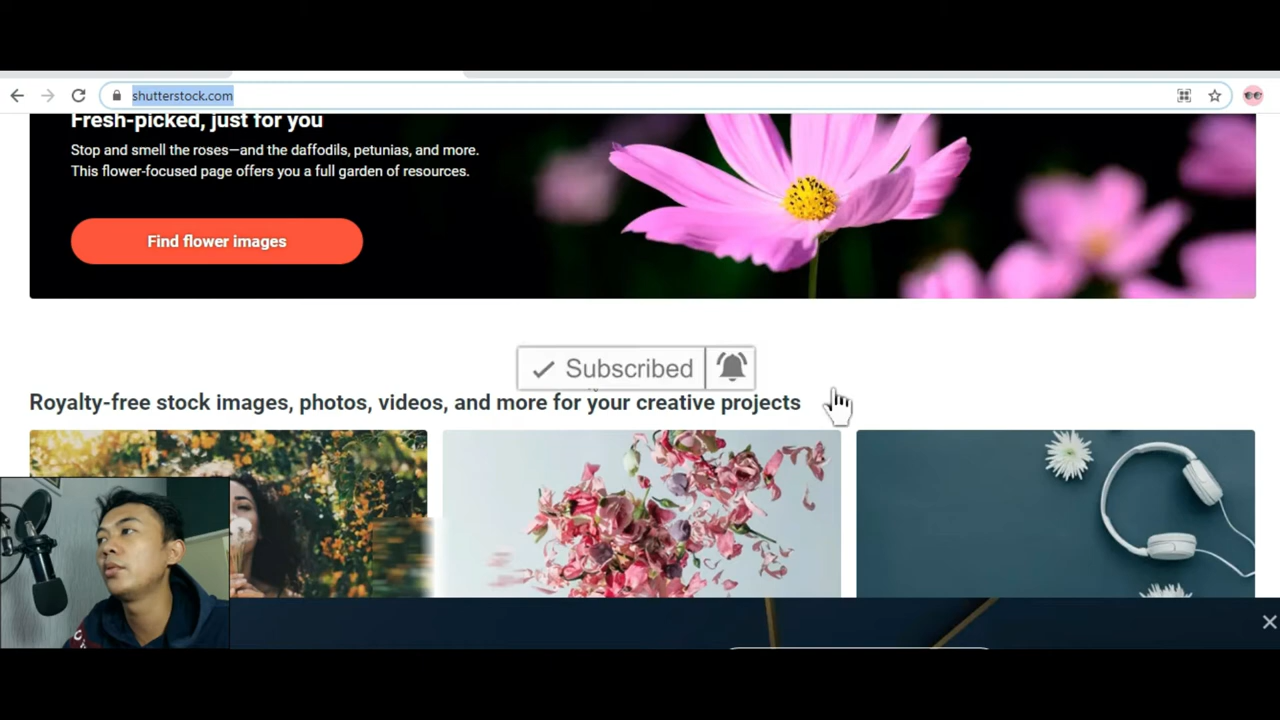 shutterstock.com
Fresh-picked, just for you
Stop and smell the roses—and the daffodils, petunias, and more.
This flower-focused page offers you a full garden of resources.
Find flower images
Subscribed
Royalty-free stock images, photos, videos, and more for your creative projects